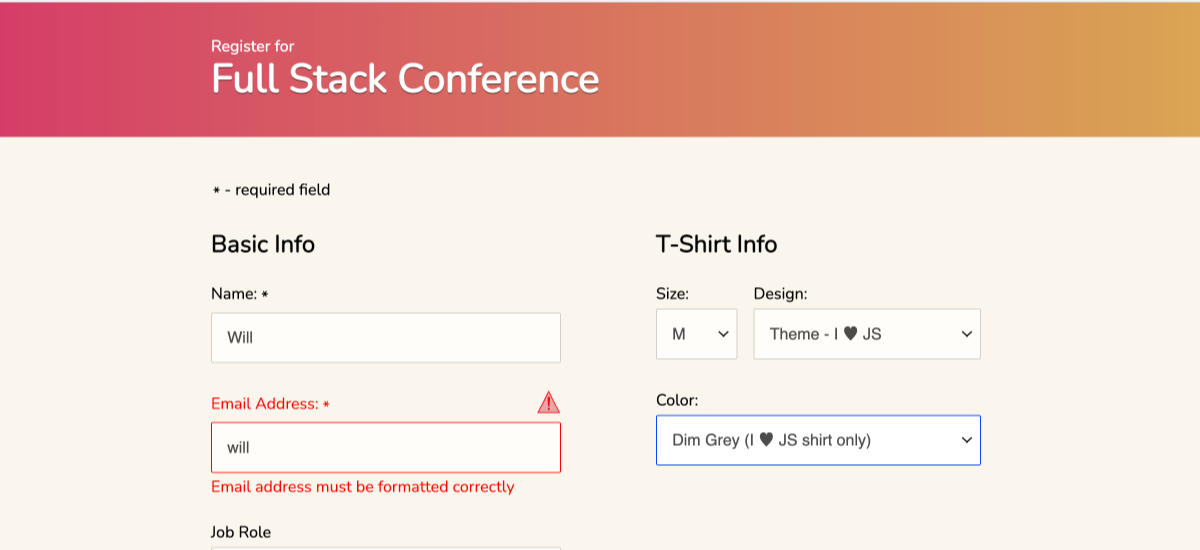 Register for
Full Stack Conference
* - required field
Basic Info
Name: *
Will
Email Address: *
will
Email address must be formatted correctly
Job Role
T-Shirt Info
Size:
Design:
M
Theme - I ♥ JS
Color:
Dim Grey (I ♥ JS shirt only)